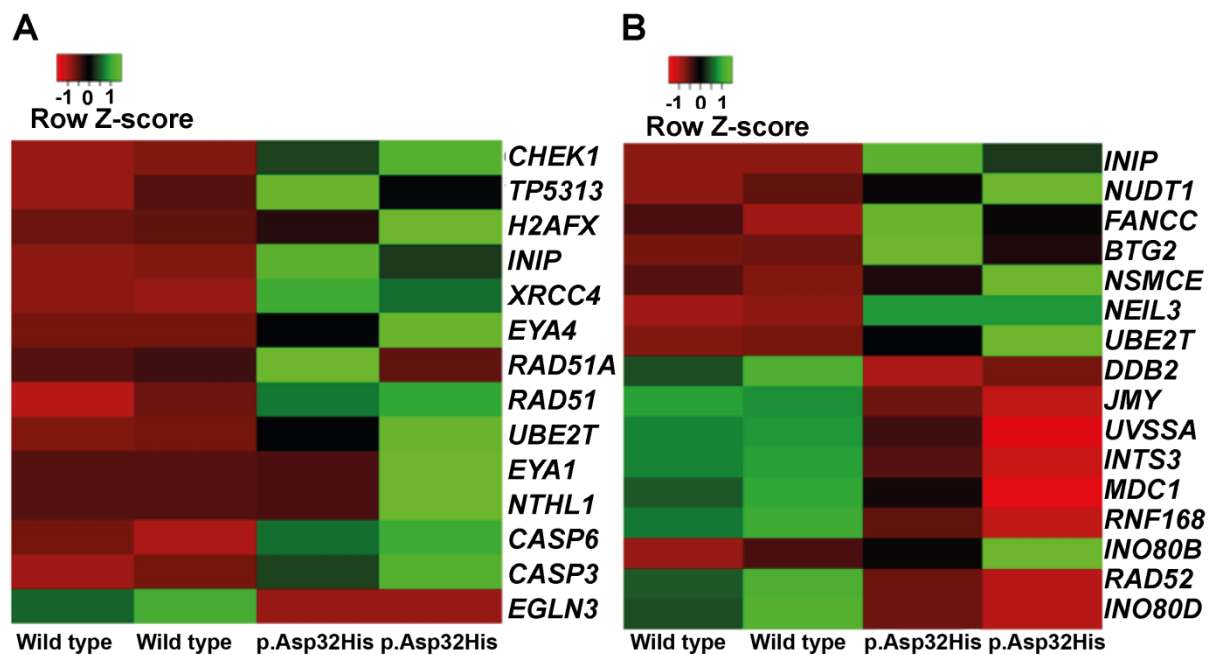 A
-1 0 1
Row Z-score
CHEK1
TP5313
H2AFX
INIP
XRCC4
EYA4
RAD51A
RAD51
UBE2T
EYA1
NTHL1
CASP6
CASP3
EGLN3
Wild type Wild type p.Asp32His p.Asp32His
B
-1 0 1
Row Z-score
INIP
NUDT1
FANCC
BTG2
NSMCE
NEIL3
UBE2T
DDB2
JMY
UVSSA
INTS3
MDC1
RNF168
INO80B
RAD52
INO80D
Wild type Wild type p.Asp32His p.Asp32His